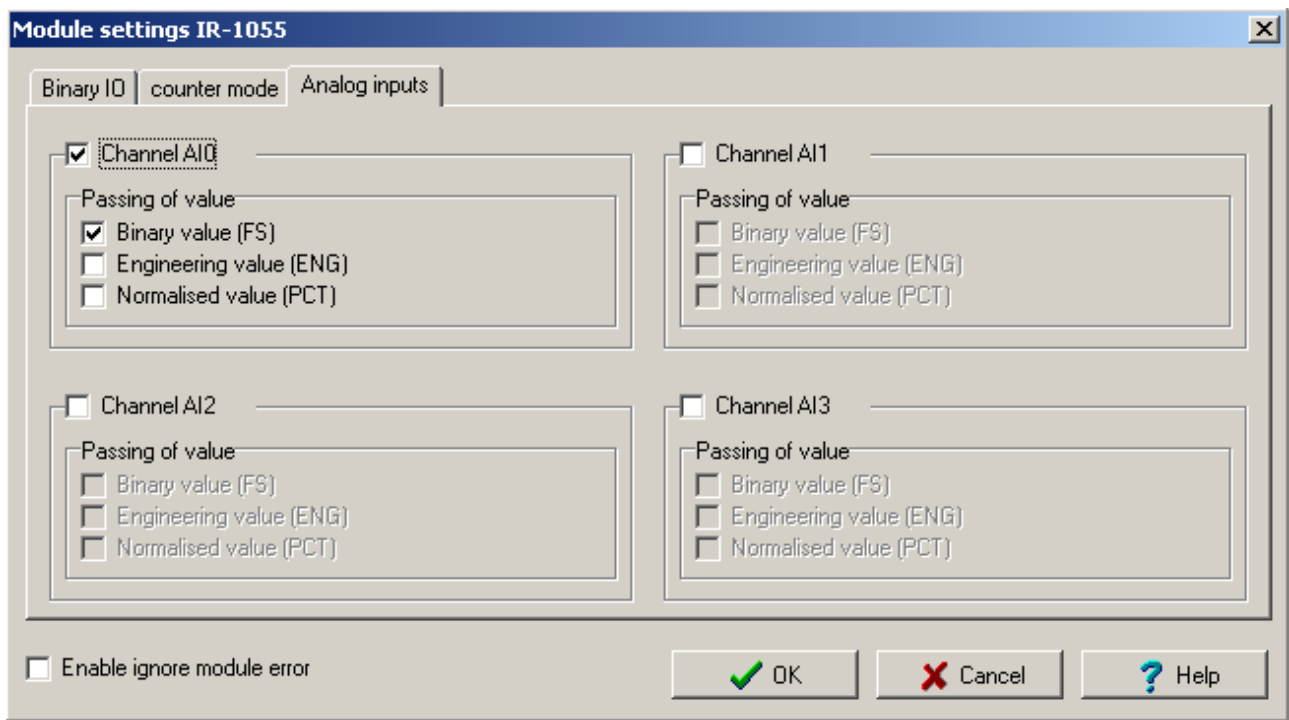 Module settings IR-1055
Binary IO
counter mode
Analog inputs
Channel AI0
Passing of value
Binary value (FS)
Engineering value (ENG)
Normalised value (PCT)
Channel AI1
Passing of value
Binary value (FS)
Engineering value (ENG)
Normalised value (PCT)
Channel AI2
Passing of value
Binary value (FS)
Engineering value (ENG)
Normalised value (PCT)
Channel AI3
Passing of value
Binary value (FS)
Engineering value (ENG)
Normalised value (PCT)
Enable ignore module error
OK
Cancel
Help